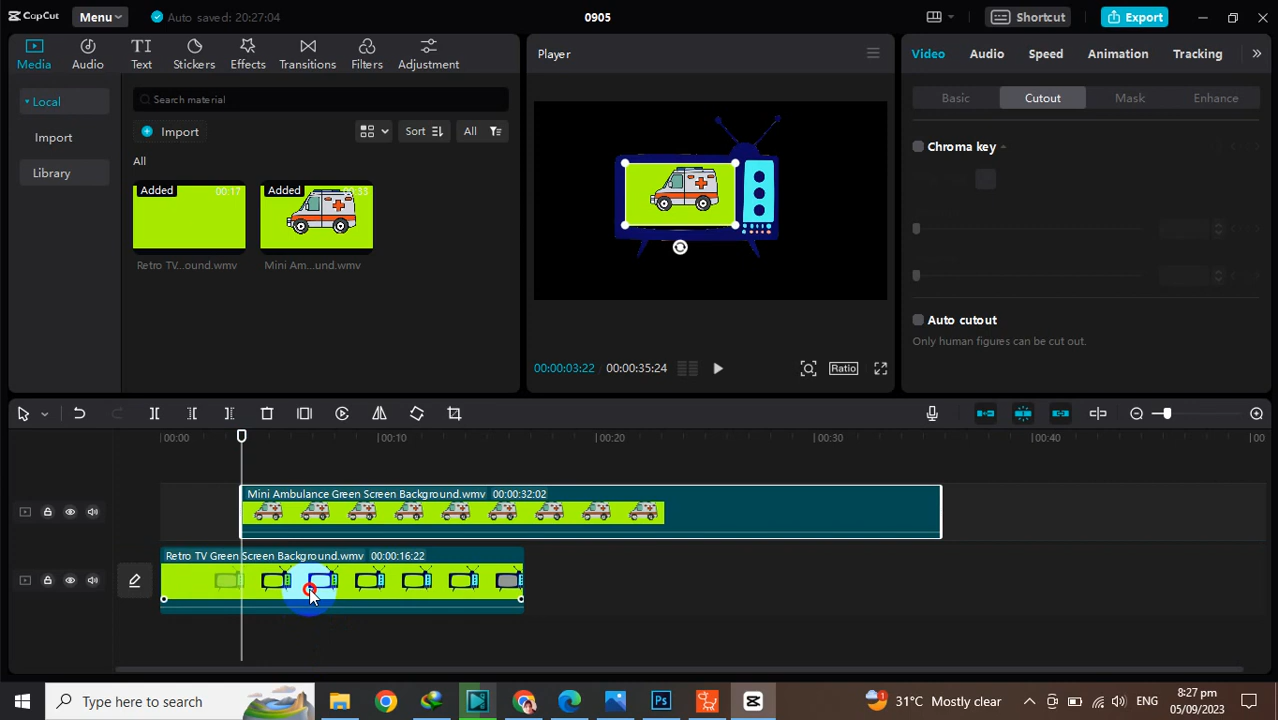 CapCut
Menu
Auto saved: 20:27:04
0905
Shortcut
Export
Media
Audio
Text
Stickers
Effects
Transitions
Filters
Adjustment
Local
Import
Library
Search material
Import
Sort
All
All
Added
00:17
Retro TV...ound.wmv
Added
Mini Am...und.wmv
Player
00:00:03:22
00:00:35:24
Ratio
Video
Audio
Speed
Animation
Tracking
Basic
Cutout
Mask
Enhance
Chroma key
Auto cutout
Only human figures can be cut out.
00:00
00:10
00:20
00:30
00:40
00
Mini Ambulance Green Screen Background.wmv 00:00:32:02
Retro TV Green Screen Background.wmv 00:00:16:22
Type here to search
Ps
31°C Mostly clear
ENG
8:27 pm
05/09/2023